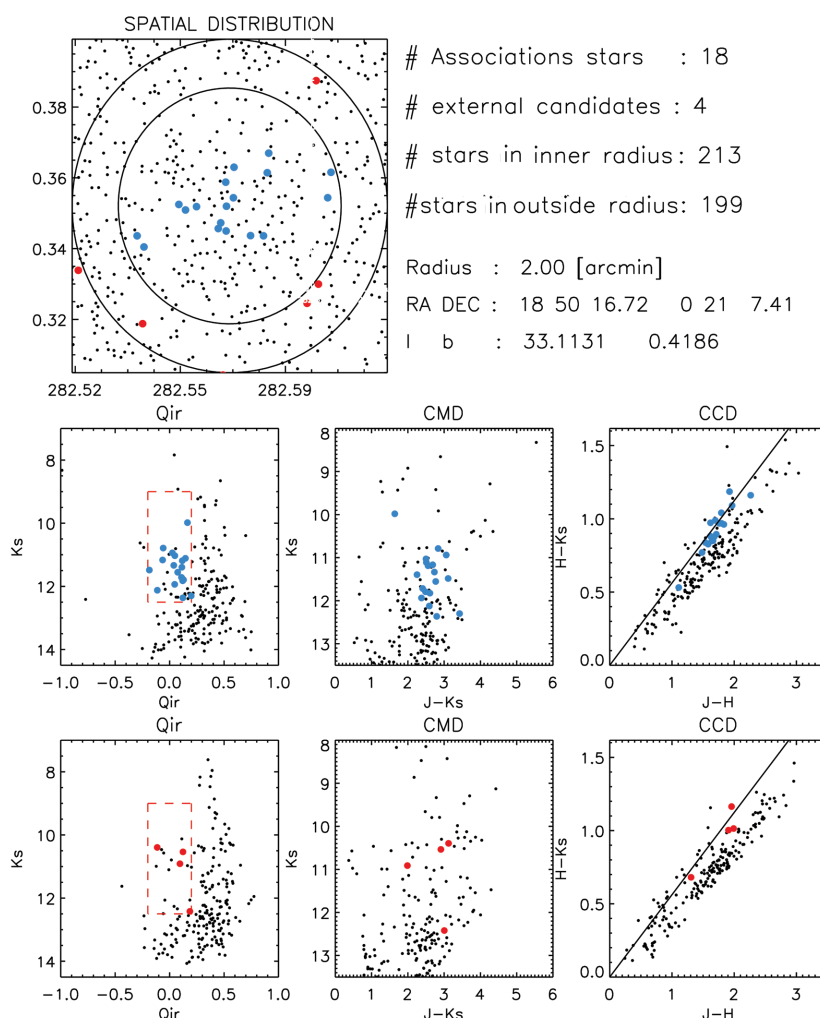 SPATIAL DISTRIBUTION
# Associations stars : 18
# external candidates : 4
# stars in inner radius: 213
#stars in outside radius: 199
Radius : 2.00 [arcmin]
RA DEC : 18 50 16.72 0 21 7.41
l b : 33.1131 0.4186
0.38
0.36
0.34
0.32
282.52 282.55 282.59
Qir CMD CCD
8
10
12
14
Ks
-1.0 -0.5 0.0 0.5 1.0
Qir
8
9
10
11
12
13
Ks
0 1 2 3 4 5 6
J-Ks
1.5
1.0
0.5
0.0
H-Ks
0 1 2 3
J-H
Qir CMD CCD
8
10
12
14
Ks
-1.0 -0.5 0.0 0.5 1.0
Qir
8
9
10
11
12
13
Ks
0 1 2 3 4 5 6
J-Ks
1.5
1.0
0.5
0.0
H-Ks
0 1 2 3
J-H